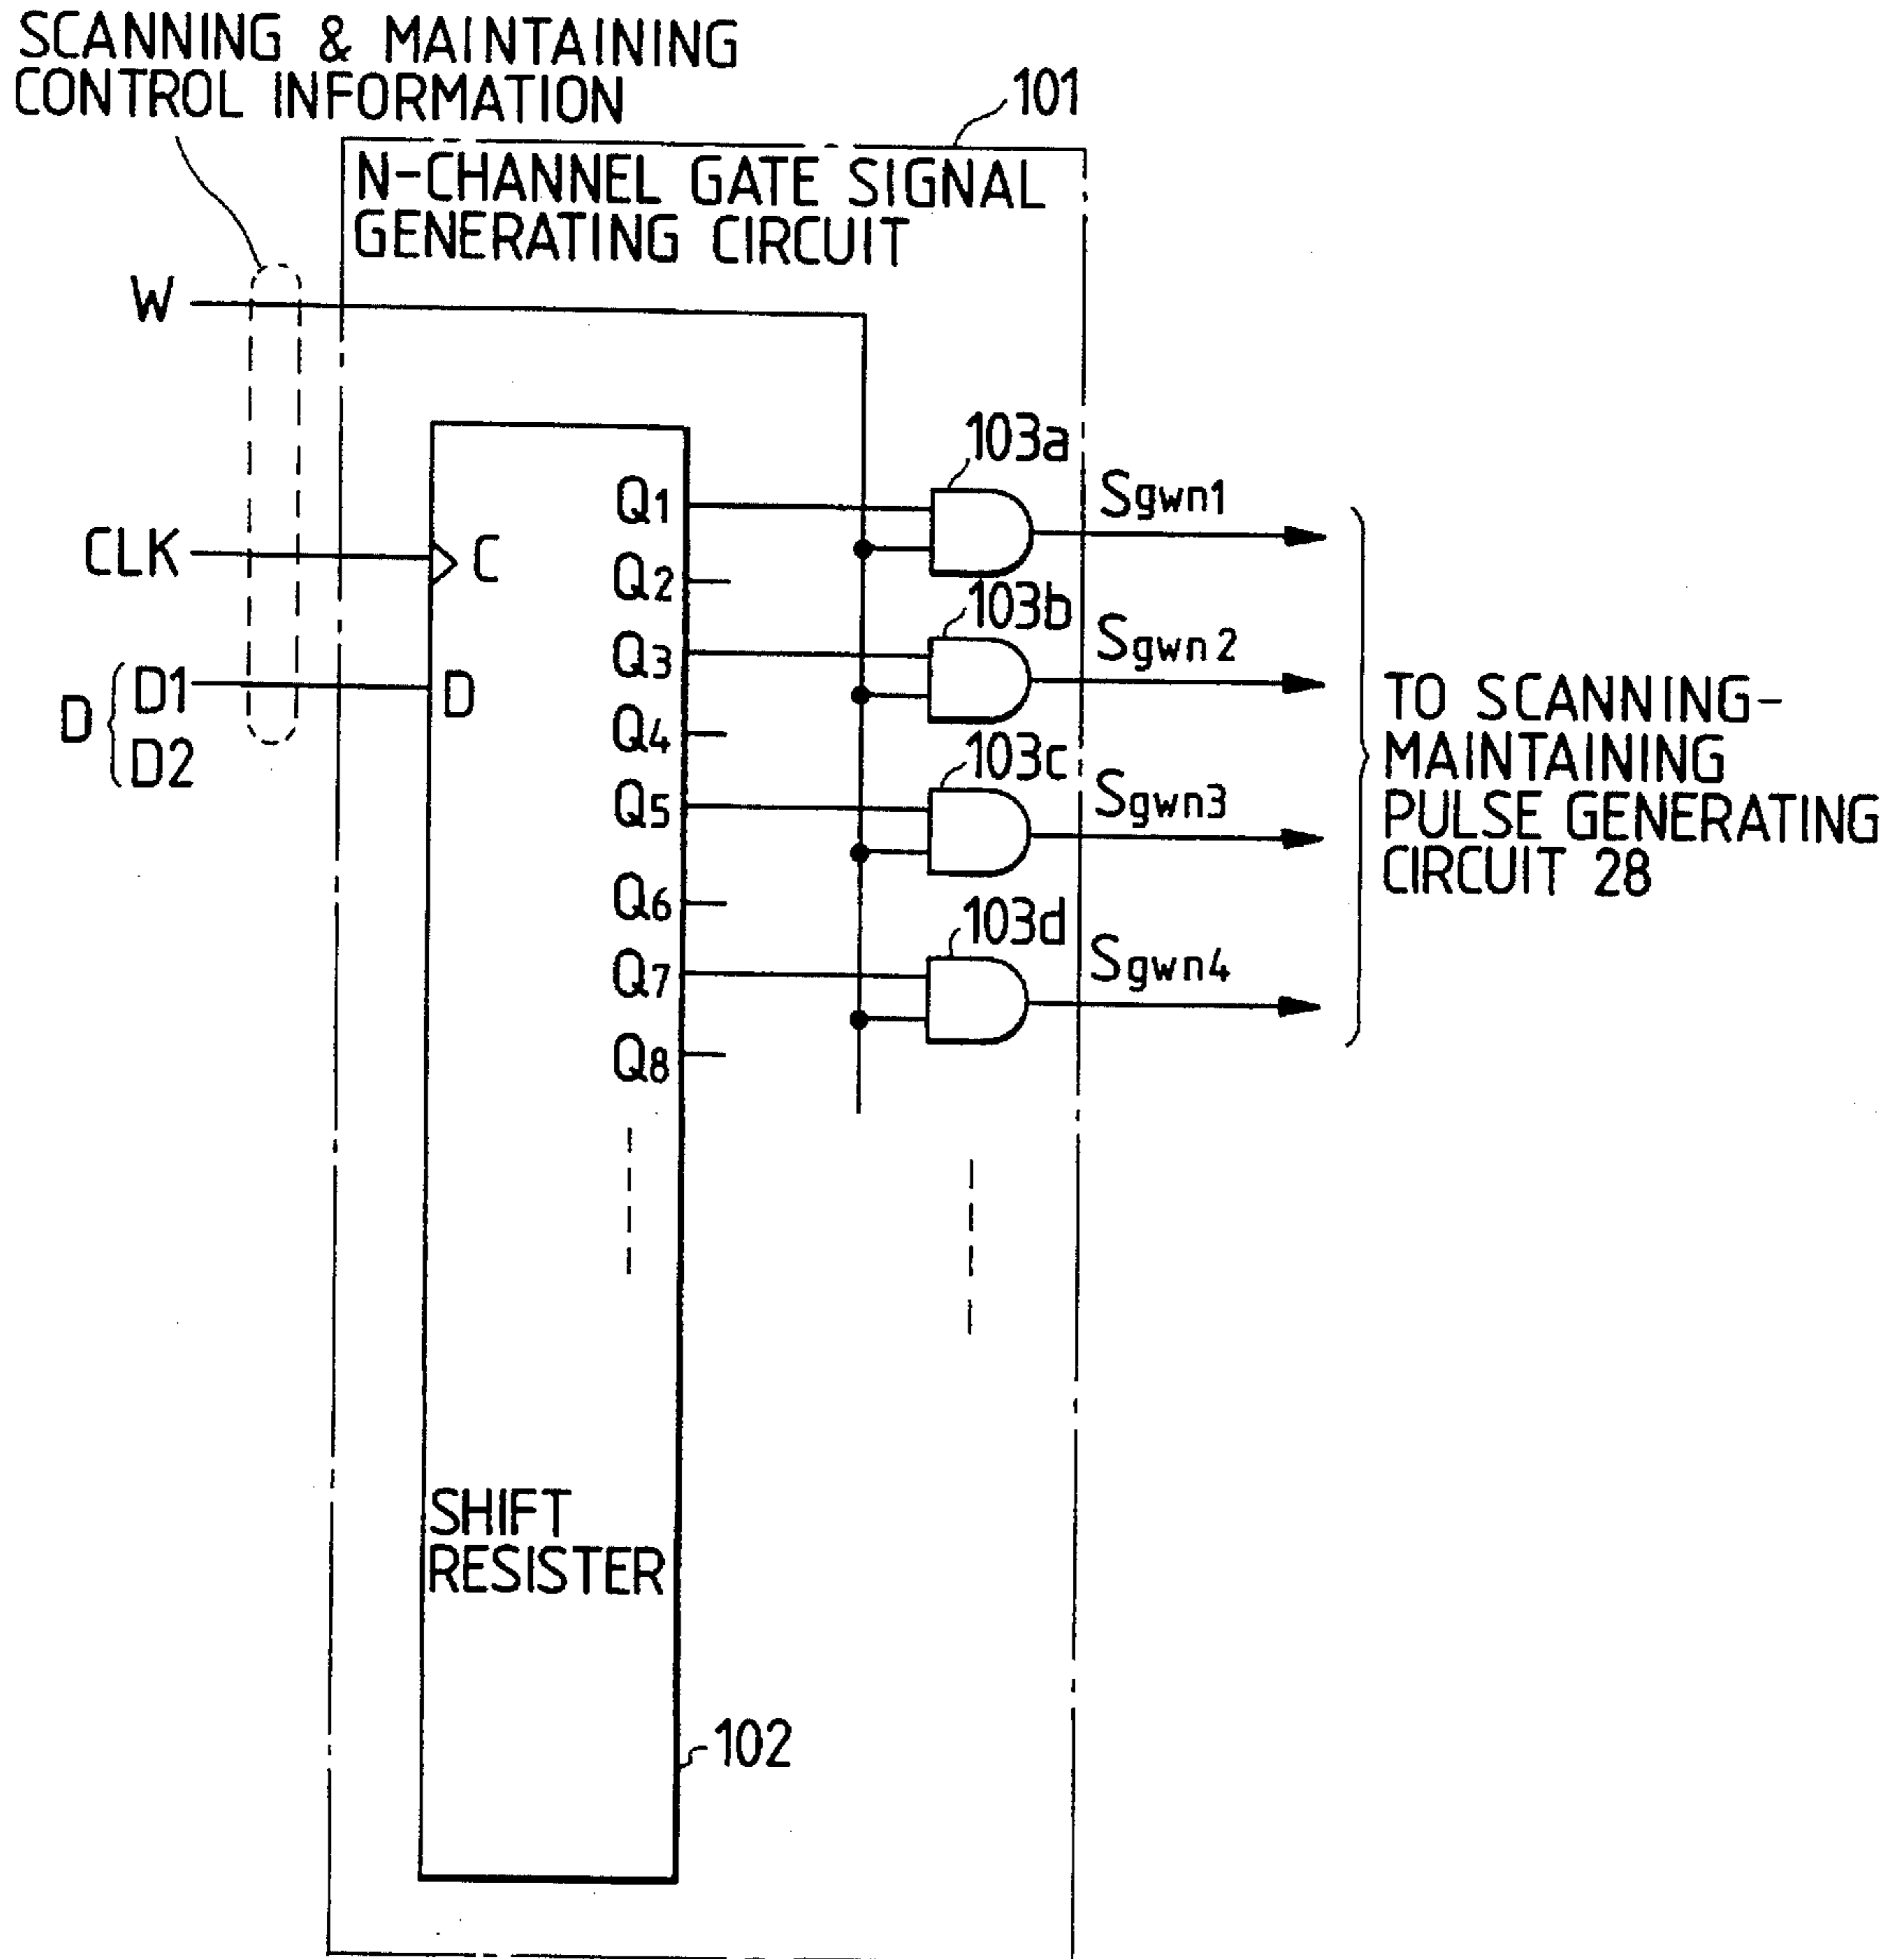 SCANNING & MAINTAINING
CONTROL INFORMATION
101
N-CHANNEL GATE SIGNAL
GENERATING CIRCUIT
W
103a
Q1
Sgwn1
CLK
C
Q2
103b
Q3
Sgwn2
D
D1
D2
D
Q4
103c
Q5
Sgwn3
TO SCANNING-
MAINTAINING
PULSE GENERATING
CIRCUIT 28
Q6
103d
Q7
Sgwn4
Q8
SHIFT
RESISTER
102